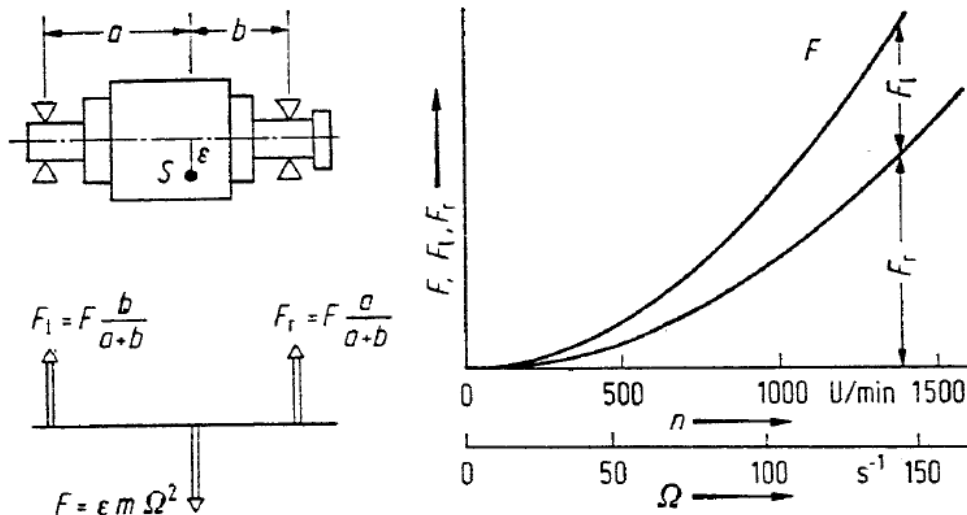 a
b
ε
S
F_l = F b/(a+b)
F_r = F a/(a+b)
F = ε m Ω²
F, F_l, F_r
F
F_l
F_r
0 500 1000 U/min 1500
n
0 50 100 s⁻¹ 150
Ω